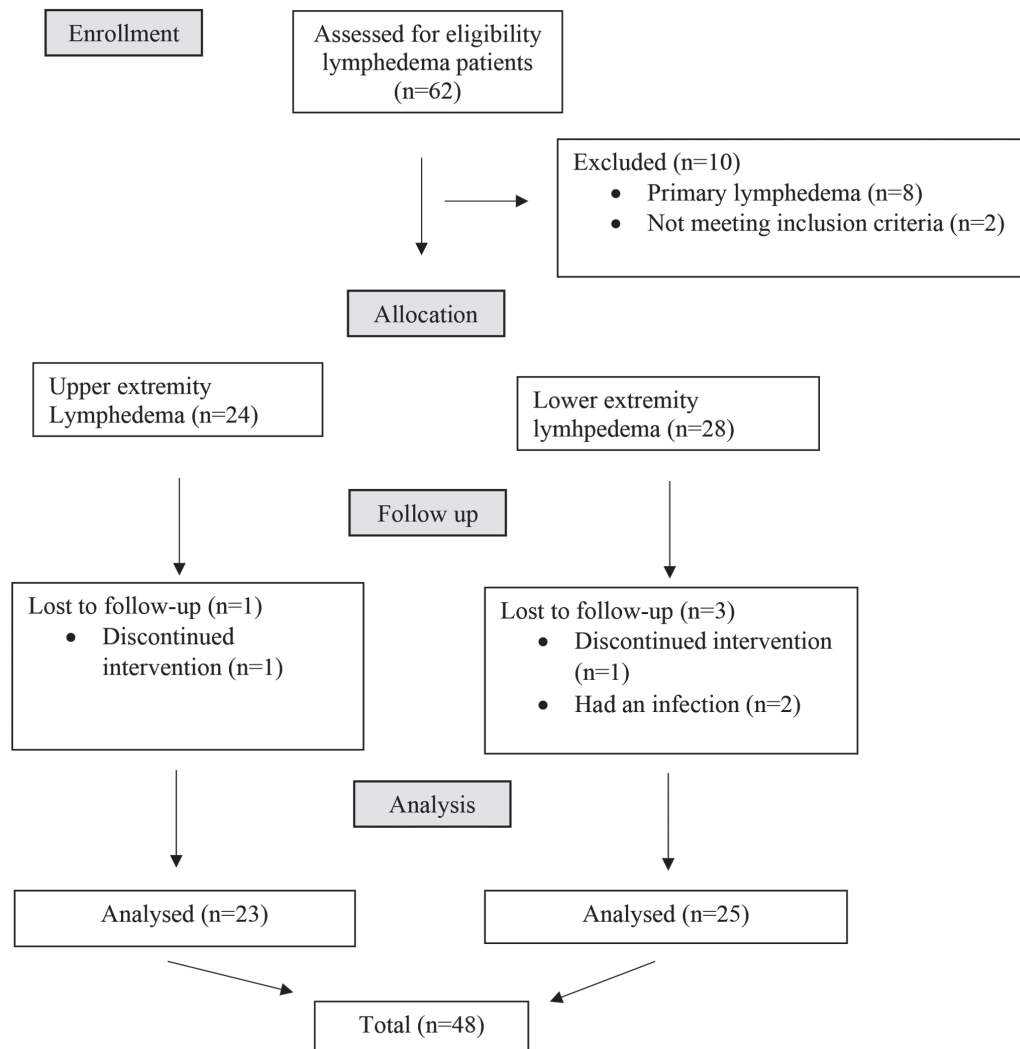 Enrollment
Assessed for eligibility
lymphedema patients
(n=62)
Excluded (n=10)
• Primary lymphedema (n=8)
• Not meeting inclusion criteria (n=2)
Allocation
Upper extremity
Lymphedema (n=24)
Lower extremity
lymhpedema (n=28)
Follow up
Lost to follow-up (n=1)
• Discontinued
intervention (n=1)
Lost to follow-up (n=3)
• Discontinued intervention
(n=1)
• Had an infection (n=2)
Analysis
Analysed (n=23)
Analysed (n=25)
Total (n=48)